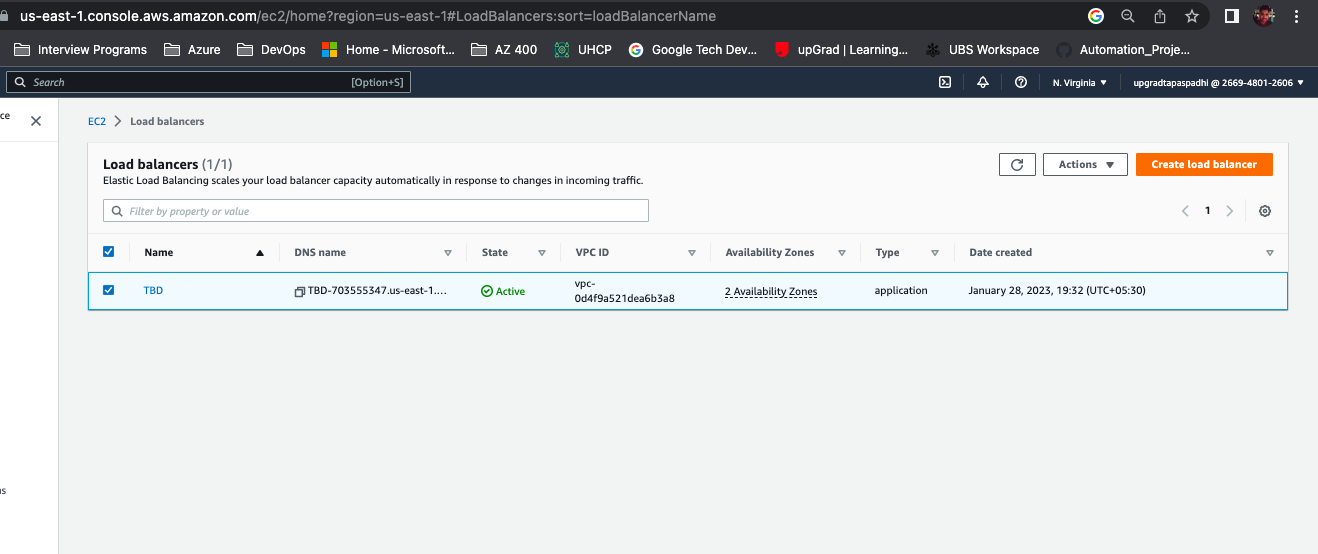 us-east-1.console.aws.amazon.com/ec2/home?region=us-east-1#LoadBalancers:sort=loadBalancerName
Interview Programs Azure DevOps Home - Microsoft... AZ 400 UHCP Google Tech Dev... upGrad | Learning... UBS Workspace Automation_Proje...
Search [Option+S] N. Virginia upgradtapaspadhi @ 2669-4801-2606
ce
EC2 Load balancers
Load balancers (1/1) Actions Create load balancer
Elastic Load Balancing scales your load balancer capacity automatically in response to changes in incoming traffic.
Filter by property or value 1
Name DNS name State VPC ID Availability Zones Type Date created
TBD TBD-703555347.us-east-1.... Active vpc-0d4f9a521dea6b3a8 2 Availability Zones application January 28, 2023, 19:32 (UTC+05:30)
ns